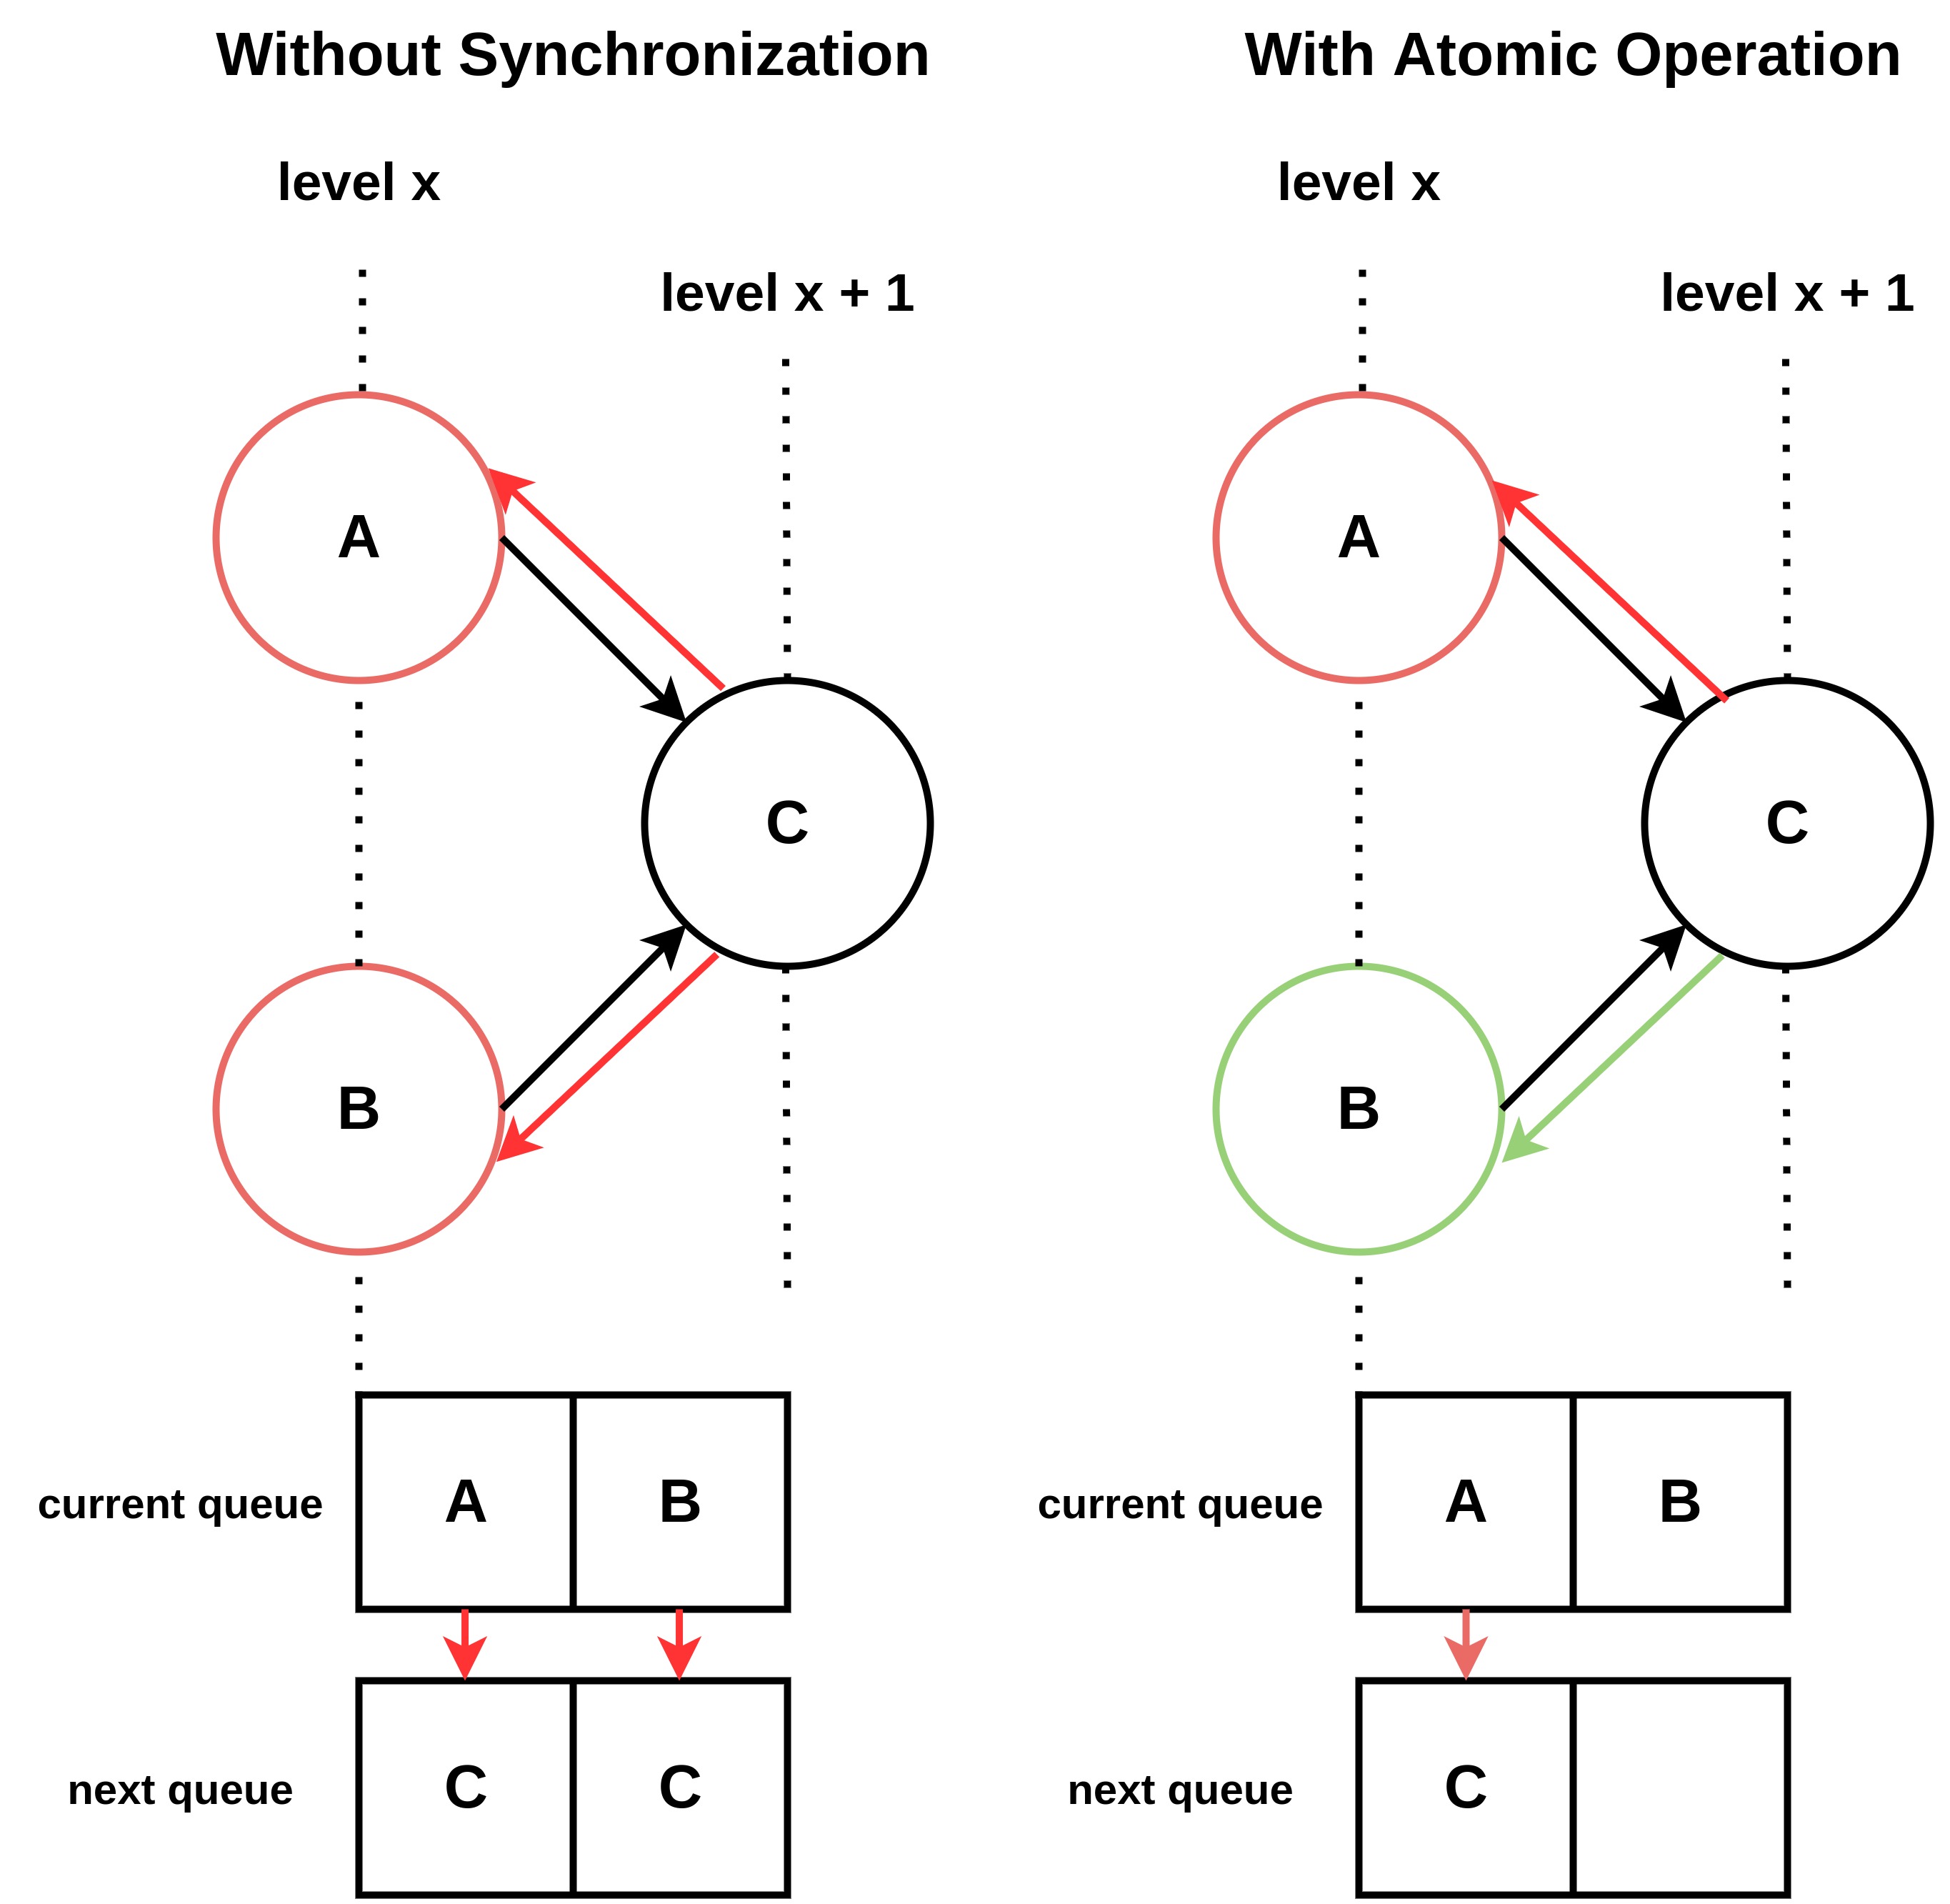 Without Synchronization
level x
level x + 1
A
C
B
current queue
A
B
next queue
C
C
With Atomic Operation
level x
level x + 1
A
C
B
current queue
A
B
next queue
C